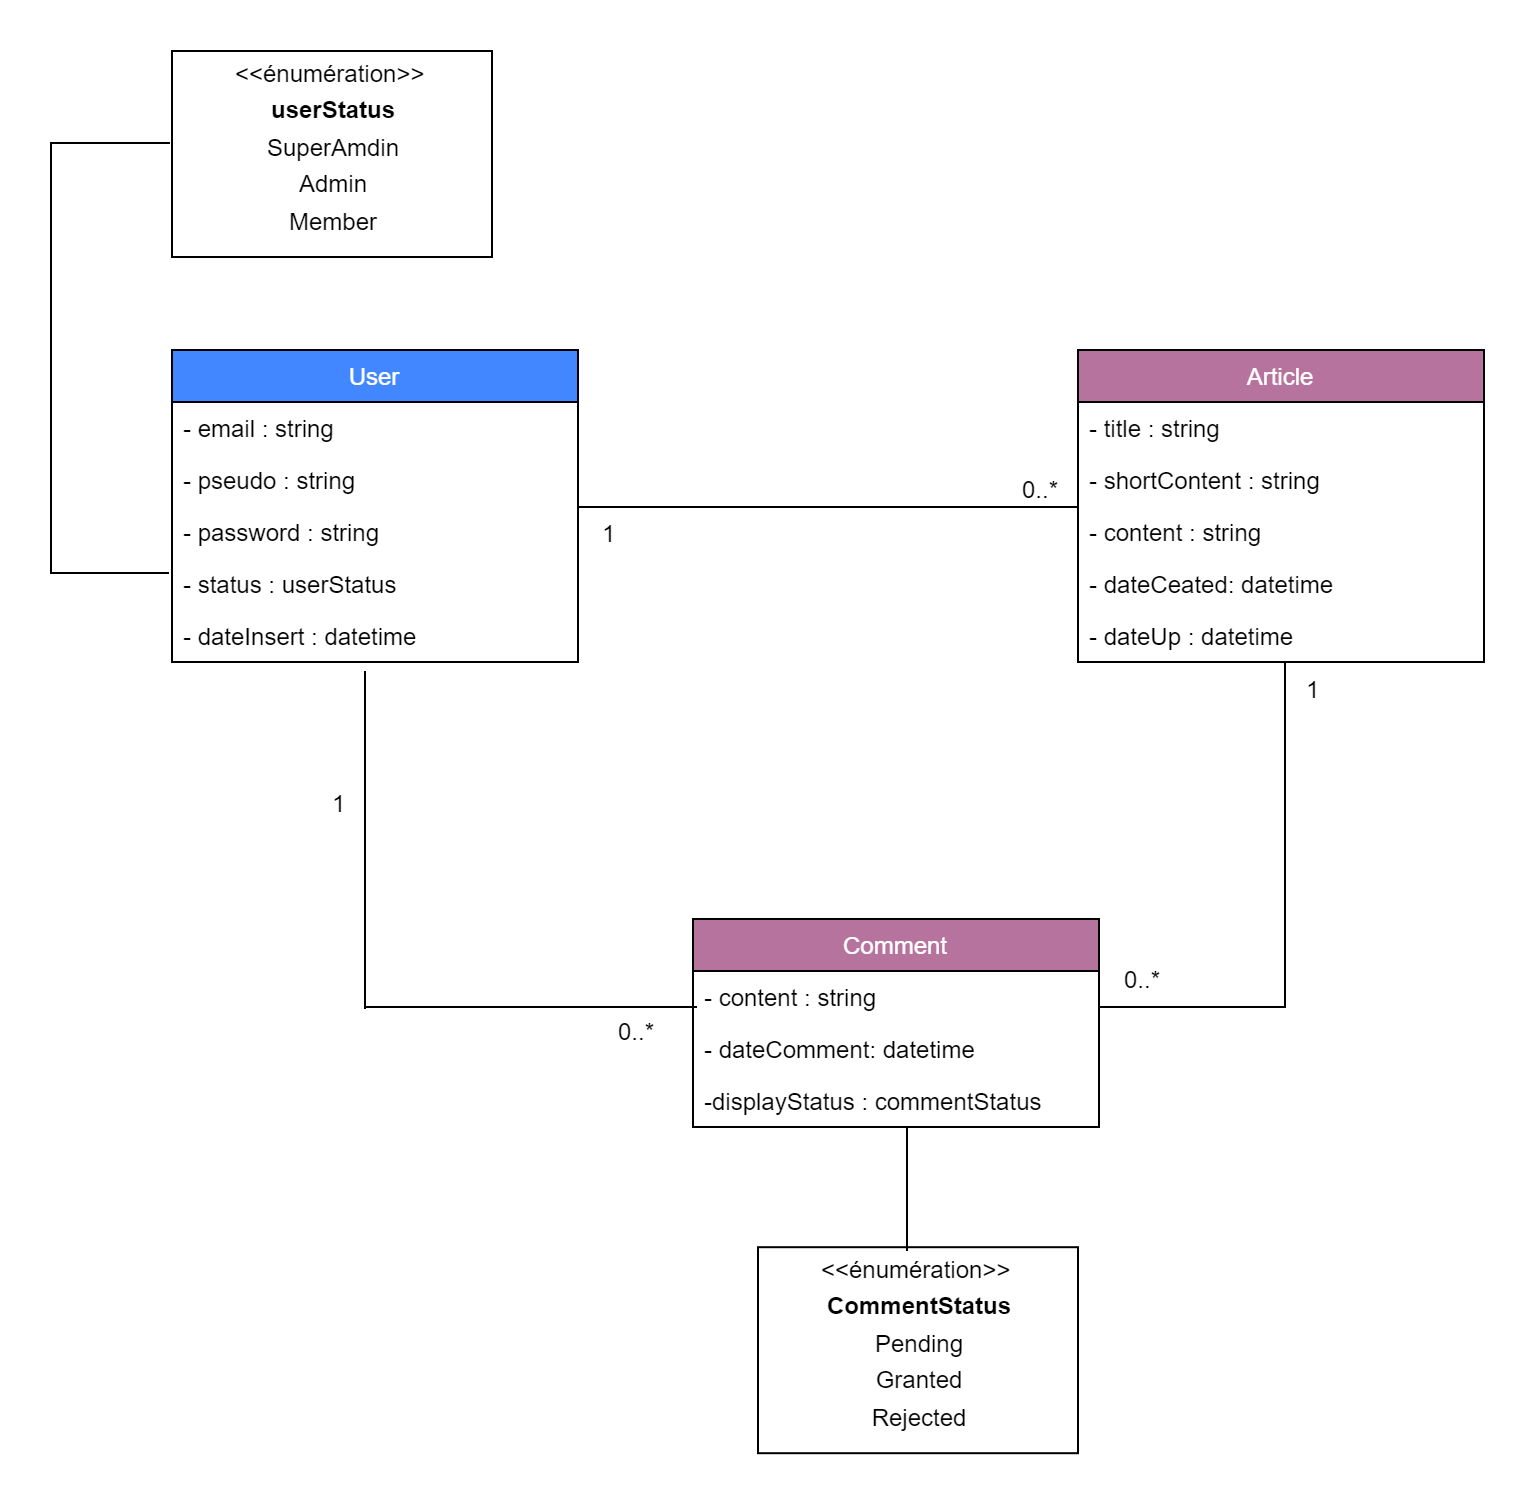 <<énumération>>
userStatus
SuperAmdin
Admin
Member
User
- email : string
- pseudo : string
- password : string
- status : userStatus
- dateInsert : datetime
Article
- title : string
- shortContent : string
- content : string
- dateCeated: datetime
- dateUp : datetime
0..*
1
1
1
Comment
- content : string
- dateComment: datetime
-displayStatus : commentStatus
0..*
0..*
<<énumération>>
CommentStatus
Pending
Granted
Rejected